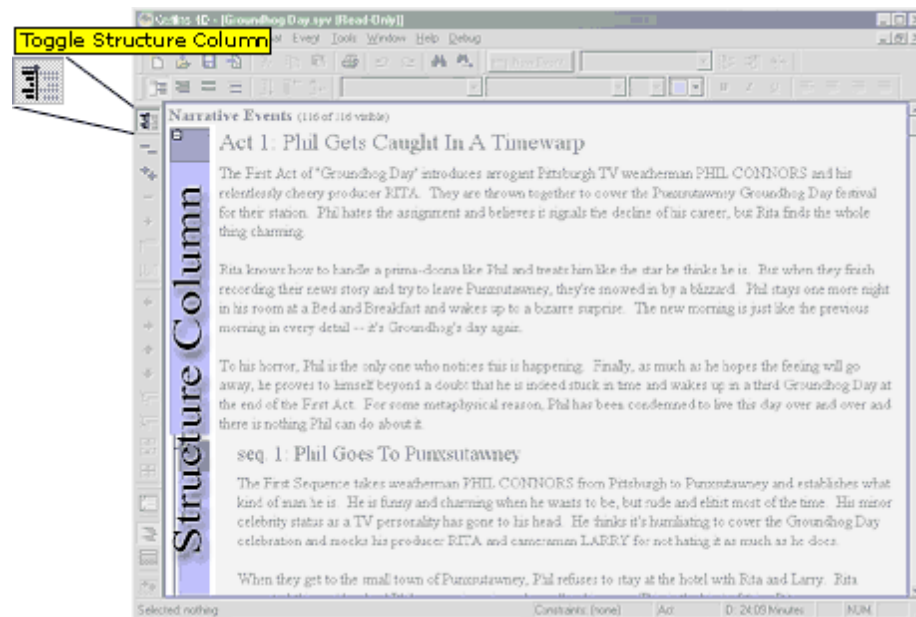 [Groundhog Day.syv (Read-Only)]
Toggle Structure Column
Event Tools Window Help Debug
Narrative Events (116 of 116 visible)
Act 1: Phil Gets Caught In A Timewarp
The First Act of "Groundhog Day" introduces arrogant Pittsburgh TV weatherman PHIL CONNORS and his
relentlessly cheery producer RITA. They are thrown together to cover the Punxsutawney Groundhog Day festival
for their station. Phil hates the assignment and believes it signals the decline of his career, but Rita finds the whole
thing charming.
Rita knows how to handle a prima-donna like Phil and treats him like the star he thinks he is. But when they finish
recording their news story and try to leave Punxsutawney, they're snowed in by a blizzard. Phil stays one more night
in his room at a Bed and Breakfast and wakes up to a bizarre surprise. The new morning is just like the previous
morning in every detail -- it's Groundhog's day again.
To his horror, Phil is the only one who notices this is happening. Finally, as much as he hopes the feeling will go
away, he proves to himself beyond a doubt that he is indeed stuck in time and wakes up in a third Groundhog Day at
the end of the First Act. For some metaphysical reason, Phil has been condemned to live this day over and over and
there is nothing Phil can do about it.
Structure Column
seq. 1: Phil Goes To Punxsutawney
The First Sequence takes weatherman PHIL CONNORS from Pittsburgh to Punxsutawney and establishes what
kind of man he is. He is funny and charming when he wants to be, but rude and elitist most of the time. His minor
celebrity status as a TV personality has gone to his head. He thinks it's humiliating to cover the Groundhog Day
celebration and mocks his producer RITA and cameraman LARRY for not hating it as much as he does.
When they get to the small town of Punxsutawney, Phil refuses to stay at the hotel with Rita and Larry. Rita
Selected nothing
Constraints: (none) Act D: 24:09 Minutes NUM